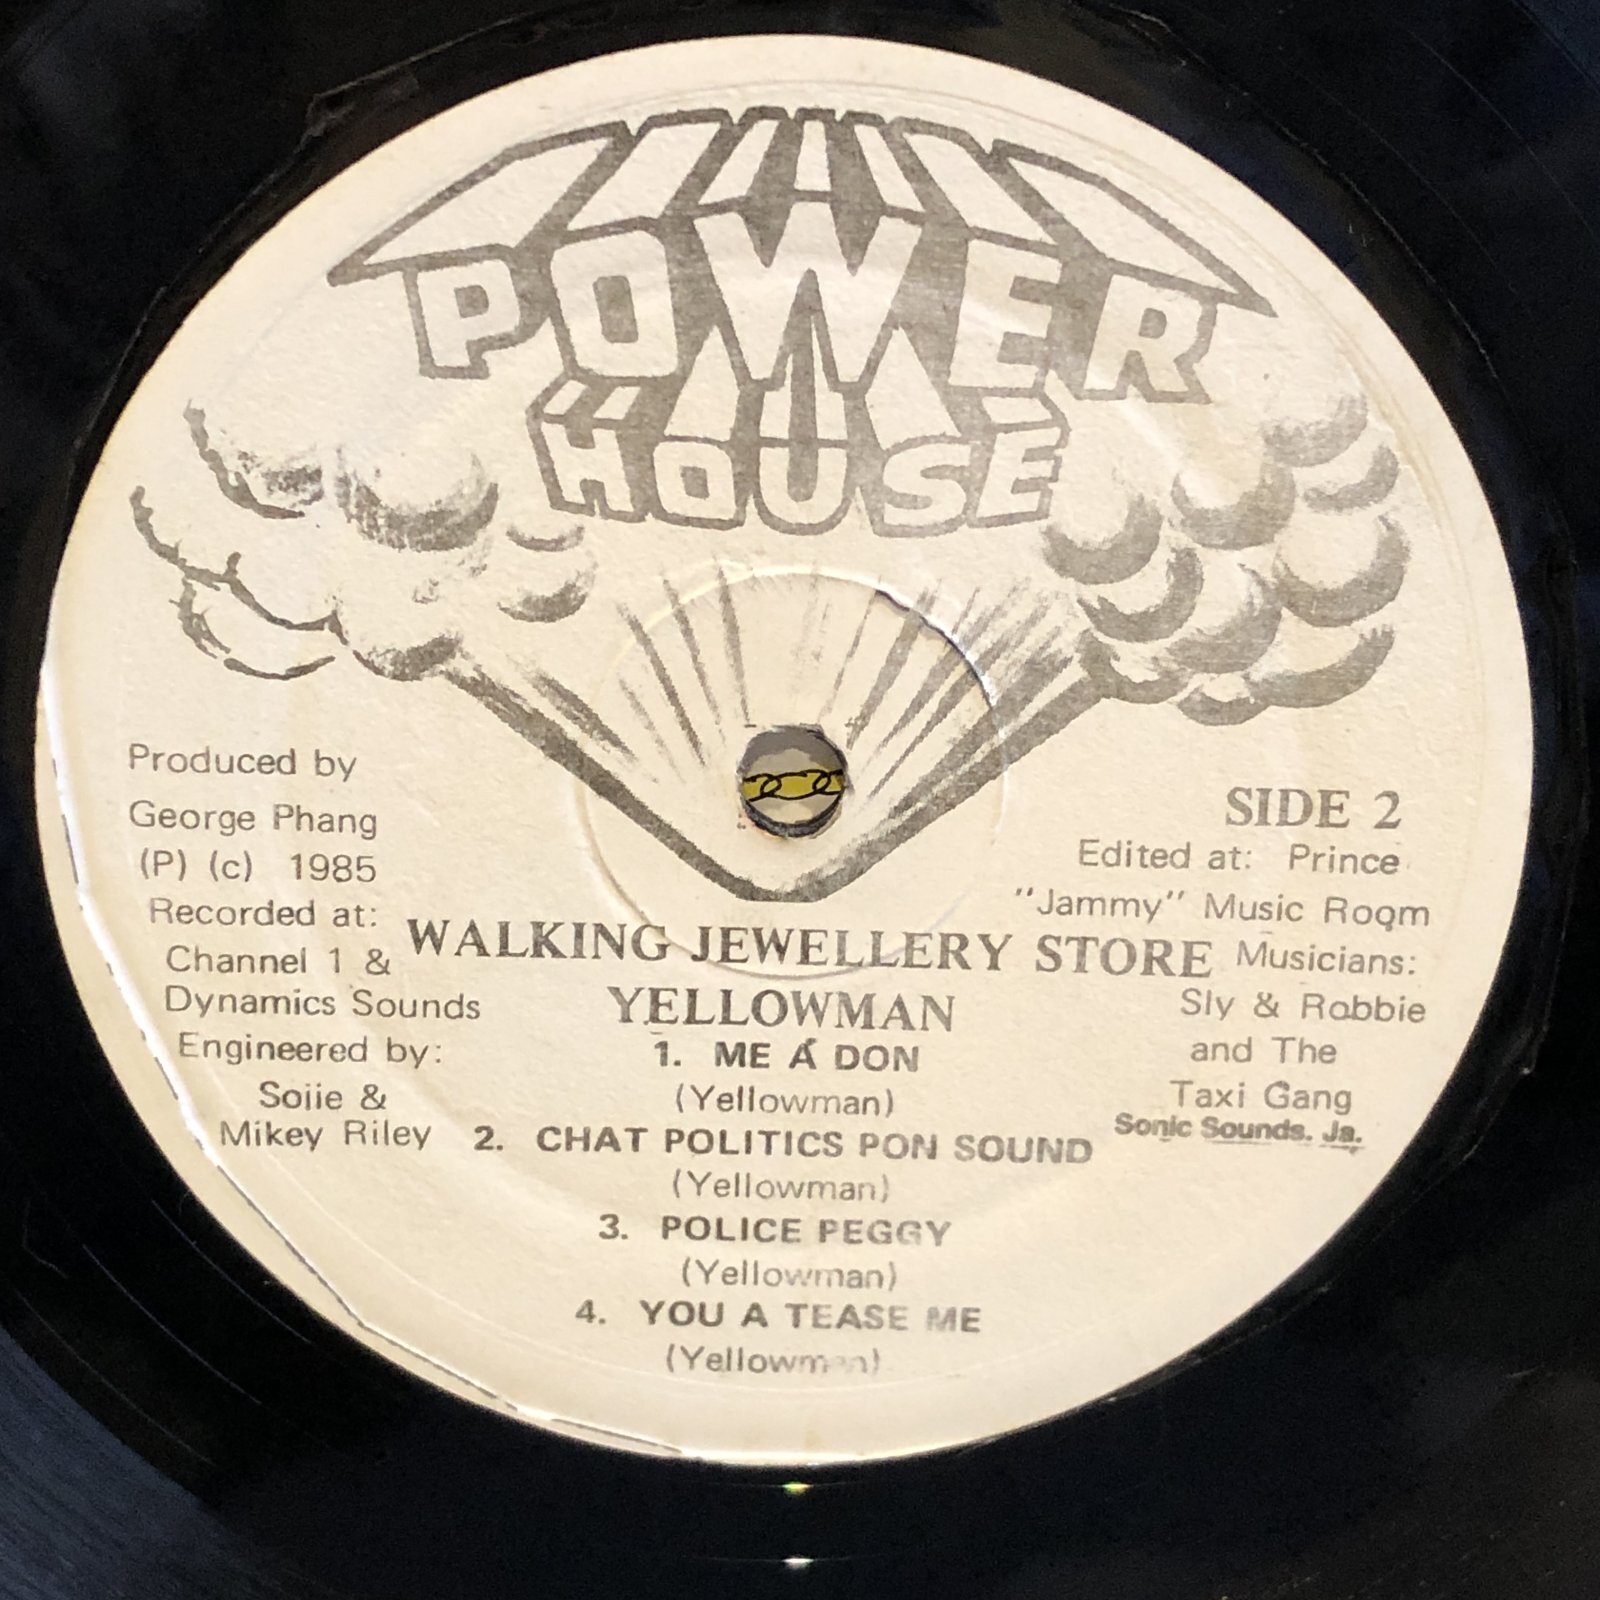 POWER
HOUSE
Produced by
George Phang
(P) (c) 1985
Recorded at:
Channel 1 &
Dynamics Sounds
Engineered by:
Soiie &
Mikey Riley
SIDE 2
Edited at: Prince
"Jammy" Music Room
Musicians:
Sly & Robbie
and The
Taxi Gang
Sonic Sounds. Ja.
WALKING JEWELLERY STORE
YELLOWMAN
1. ME A DON
(Yellowman)
2. CHAT POLITICS PON SOUND
(Yellowman)
3. POLICE PEGGY
(Yellowman)
4. YOU A TEASE ME
(Yellowman)